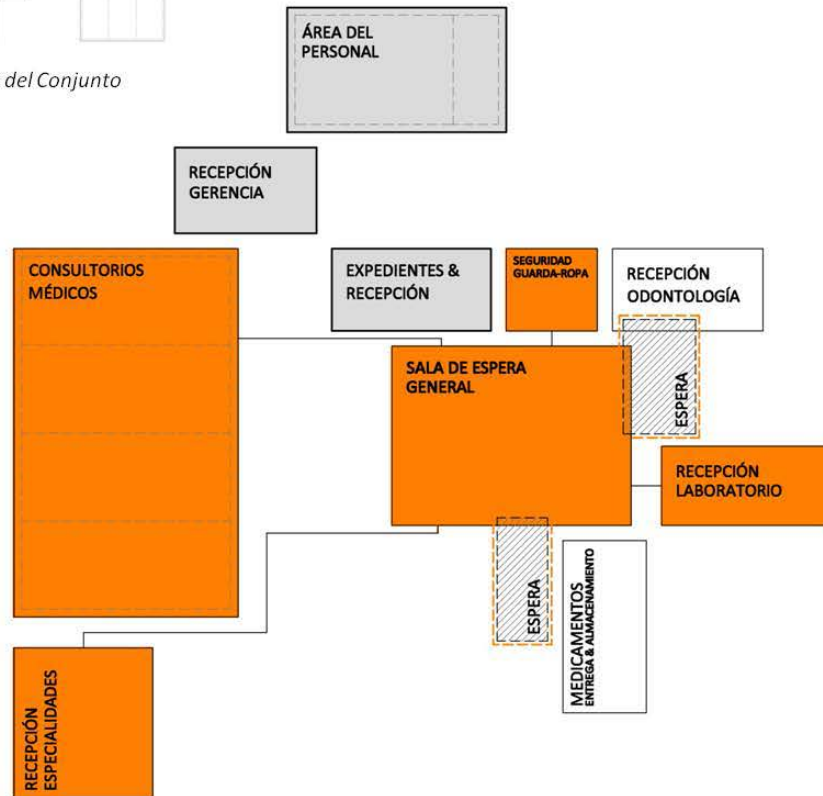 ÁREA DEL
PERSONAL
del Conjunto
RECEPCIÓN
GERENCIA
CONSULTORIOS
MÉDICOS
EXPEDIENTES &
RECEPCIÓN
SEGURIDAD
GUARDA-ROPA
RECEPCIÓN
ODONTOLOGÍA
SALA DE ESPERA
GENERAL
ESPERA
RECEPCIÓN
LABORATORIO
ESPERA
MEDICAMENTOS
ENTREGA & ALMACENAMIENTO
RECEPCIÓN
ESPECIALIDADES